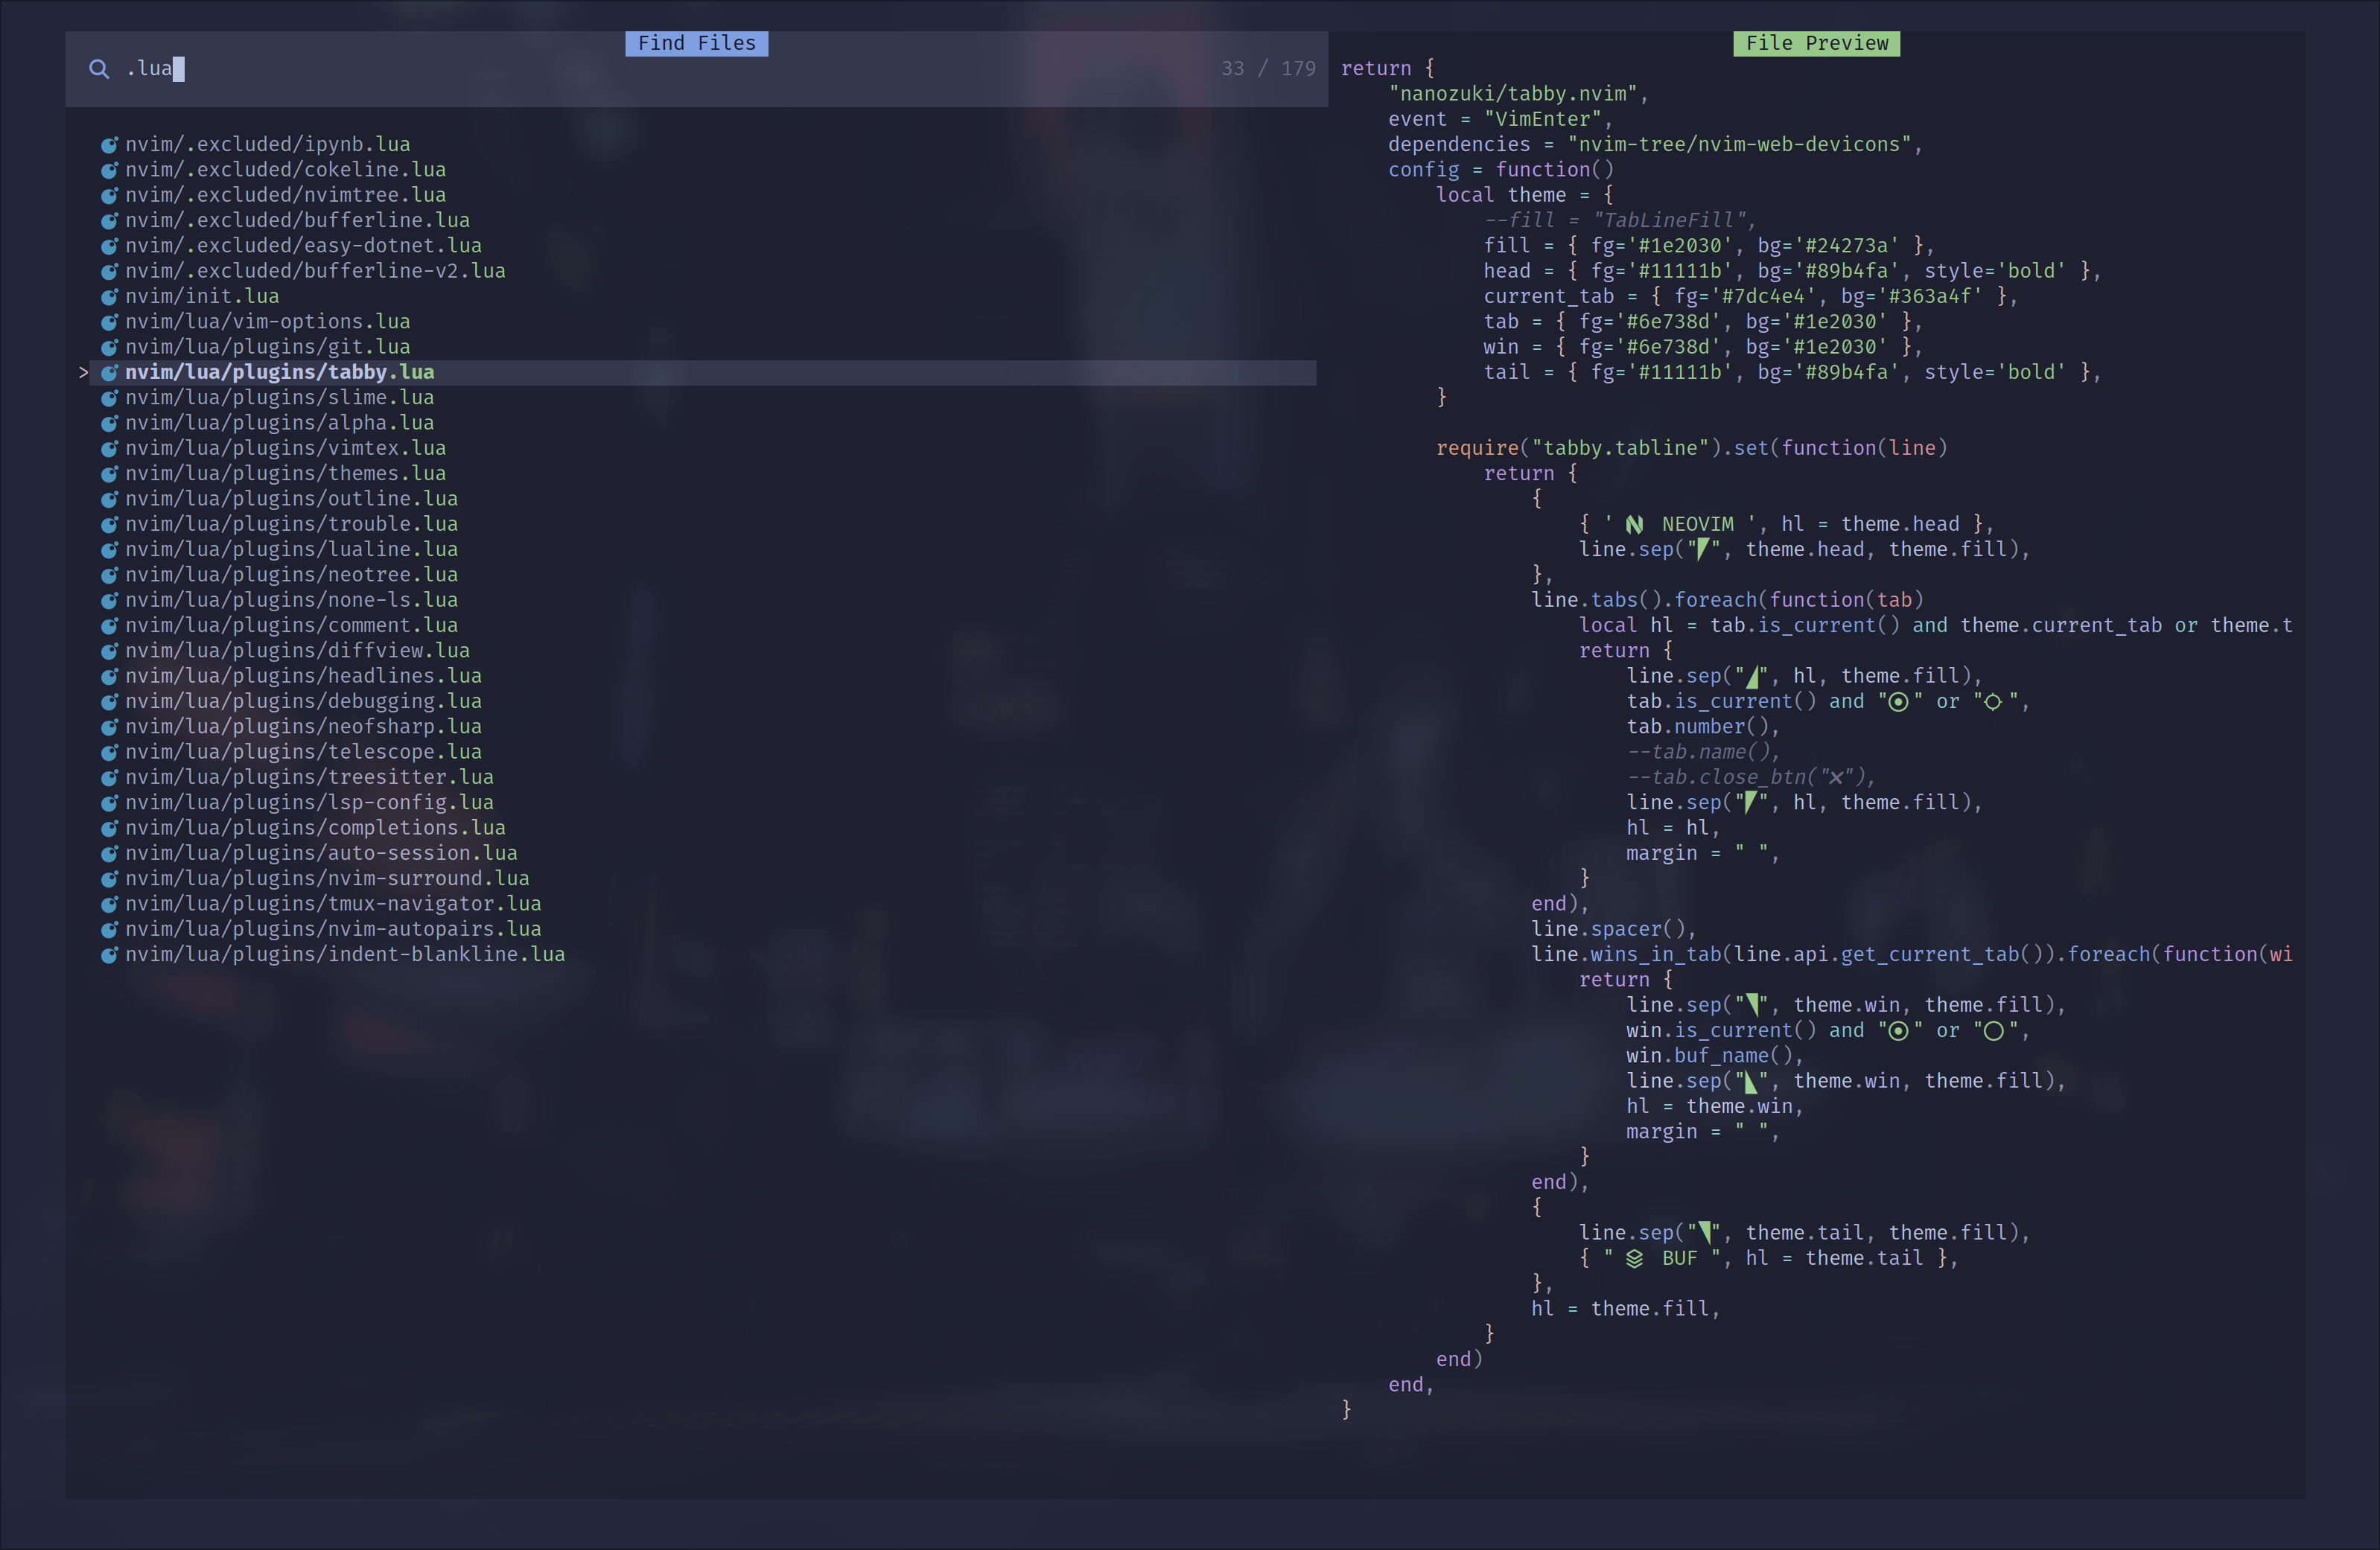 Find Files
.lua
33 / 179
nvim/.excluded/ipynb.lua
nvim/.excluded/cokeline.lua
nvim/.excluded/nvimtree.lua
nvim/.excluded/bufferline.lua
nvim/.excluded/easy-dotnet.lua
nvim/.excluded/bufferline-v2.lua
nvim/init.lua
nvim/lua/vim-options.lua
nvim/lua/plugins/git.lua
> nvim/lua/plugins/tabby.lua
nvim/lua/plugins/slime.lua
nvim/lua/plugins/alpha.lua
nvim/lua/plugins/vimtex.lua
nvim/lua/plugins/themes.lua
nvim/lua/plugins/outline.lua
nvim/lua/plugins/trouble.lua
nvim/lua/plugins/lualine.lua
nvim/lua/plugins/neotree.lua
nvim/lua/plugins/none-ls.lua
nvim/lua/plugins/comment.lua
nvim/lua/plugins/diffview.lua
nvim/lua/plugins/headlines.lua
nvim/lua/plugins/debugging.lua
nvim/lua/plugins/neofsharp.lua
nvim/lua/plugins/telescope.lua
nvim/lua/plugins/treesitter.lua
nvim/lua/plugins/lsp-config.lua
nvim/lua/plugins/completions.lua
nvim/lua/plugins/auto-session.lua
nvim/lua/plugins/nvim-surround.lua
nvim/lua/plugins/tmux-navigator.lua
nvim/lua/plugins/nvim-autopairs.lua
nvim/lua/plugins/indent-blankline.lua
File Preview
return {
    "nanozuki/tabby.nvim",
    event = "VimEnter",
    dependencies = "nvim-tree/nvim-web-devicons",
    config = function()
        local theme = {
            --fill = "TabLineFill",
            fill = { fg='#1e2030', bg='#24273a' },
            head = { fg='#11111b', bg='#89b4fa', style='bold' },
            current_tab = { fg='#7dc4e4', bg='#363a4f' },
            tab = { fg='#6e738d', bg='#1e2030' },
            win = { fg='#6e738d', bg='#1e2030' },
            tail = { fg='#11111b', bg='#89b4fa', style='bold' },
        }
        require("tabby.tabline").set(function(line)
            return {
                {
                    { '  NEOVIM ', hl = theme.head },
                    line.sep("", theme.head, theme.fill),
                },
                line.tabs().foreach(function(tab)
                    local hl = tab.is_current() and theme.current_tab or theme.t
                    return {
                        line.sep("", hl, theme.fill),
                        tab.is_current() and "" or "",
                        tab.number(),
                        --tab.name(),
                        --tab.close_btn("×"),
                        line.sep("", hl, theme.fill),
                        hl = hl,
                        margin = " ",
                    }
                end),
                line.spacer(),
                line.wins_in_tab(line.api.get_current_tab()).foreach(function(wi
                    return {
                        line.sep("", theme.win, theme.fill),
                        win.is_current() and "" or "",
                        win.buf_name(),
                        line.sep("", theme.win, theme.fill),
                        hl = theme.win,
                        margin = " ",
                    }
                end),
                {
                    line.sep("", theme.tail, theme.fill),
                    { "  BUF ", hl = theme.tail },
                },
                hl = theme.fill,
            }
        end)
    end,
}